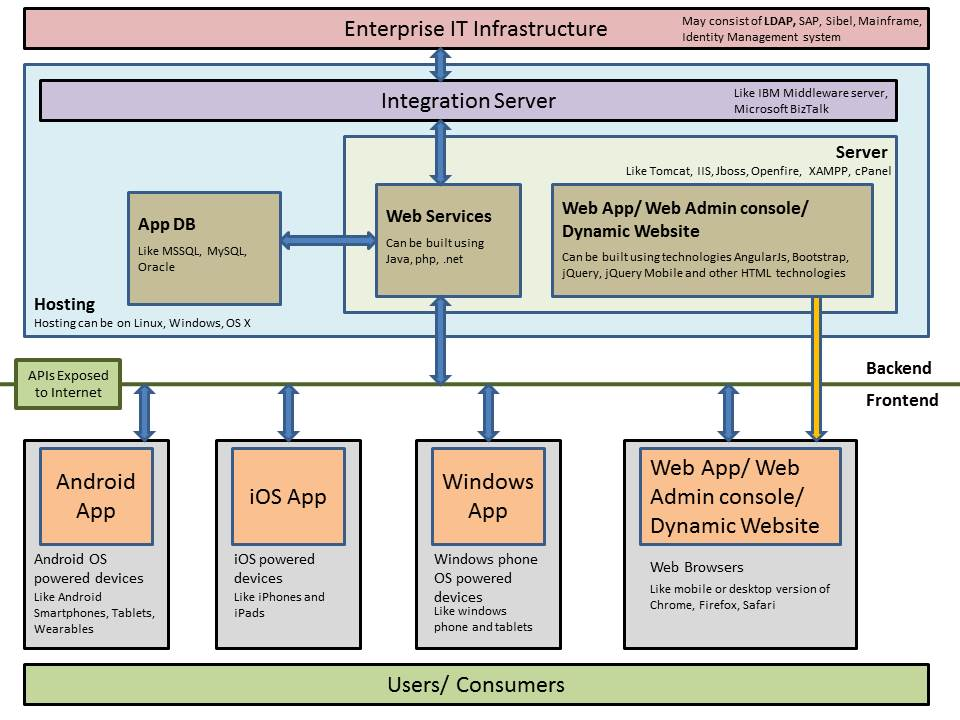 Enterprise IT Infrastructure
May consist of LDAP, SAP, Sibel, Mainframe,
Identity Management system
Integration Server
Like IBM Middleware server,
Microsoft BizTalk
Server
Like Tomcat, IIS, Jboss, Openfire, XAMPP, cPanel
App DB
Like MSSQL, MySQL,
Oracle
Web Services
Can be built using
Java, php, .net
Web App/ Web Admin console/
Dynamic Website
Can be built using technologies AngularJs, Bootstrap,
jQuery, jQuery Mobile and other HTML technologies
Hosting
Hosting can be on Linux, Windows, OS X
APIs Exposed
to Internet
Backend
Frontend
Android
App
Android OS
powered devices
Like Android
Smartphones, Tablets,
Wearables
iOS App
iOS powered
devices
Like iPhones and
iPads
Windows
App
Windows phone
OS powered
devices
Like windows
phone and tablets
Web App/ Web
Admin console/
Dynamic Website
Web Browsers
Like mobile or desktop version of
Chrome, Firefox, Safari
Users/ Consumers